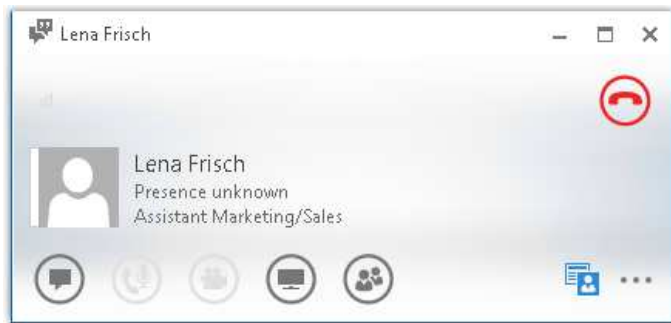 Lena Frisch
Lena Frisch
Presence unknown
Assistant Marketing/Sales